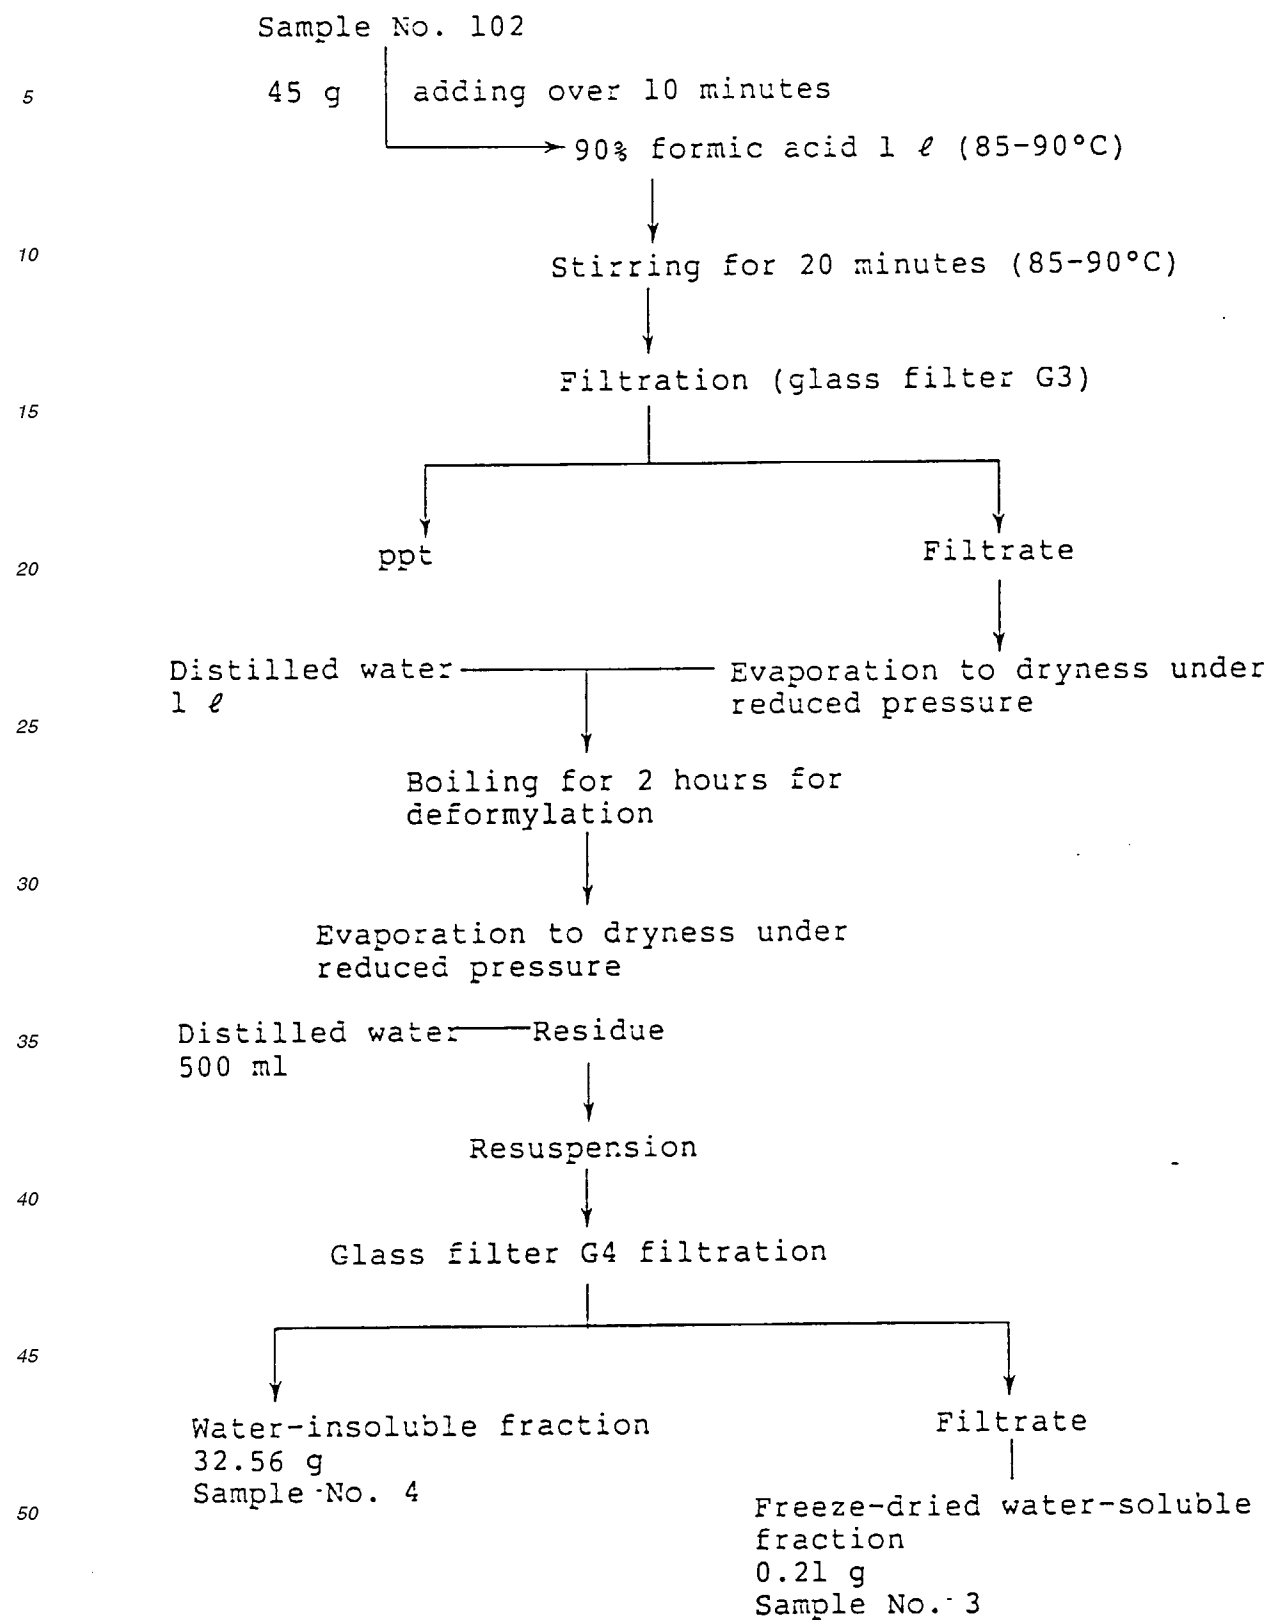 Sample No. 102
5
45 g adding over 10 minutes
90% formic acid 1 ℓ (85-90°C)
10
Stirring for 20 minutes (85-90°C)
Filtration (glass filter G3)
15
ppt Filtrate
20
Distilled water
1 ℓ
Evaporation to dryness under
reduced pressure
25
Boiling for 2 hours for
deformylation
30
Evaporation to dryness under
reduced pressure
35
Distilled water Residue
500 ml
Resuspension
40
Glass filter G4 filtration
45
Water-insoluble fraction
32.56 g
Sample No. 4
Filtrate
50
Freeze-dried water-soluble
fraction
0.21 g
Sample No. 3